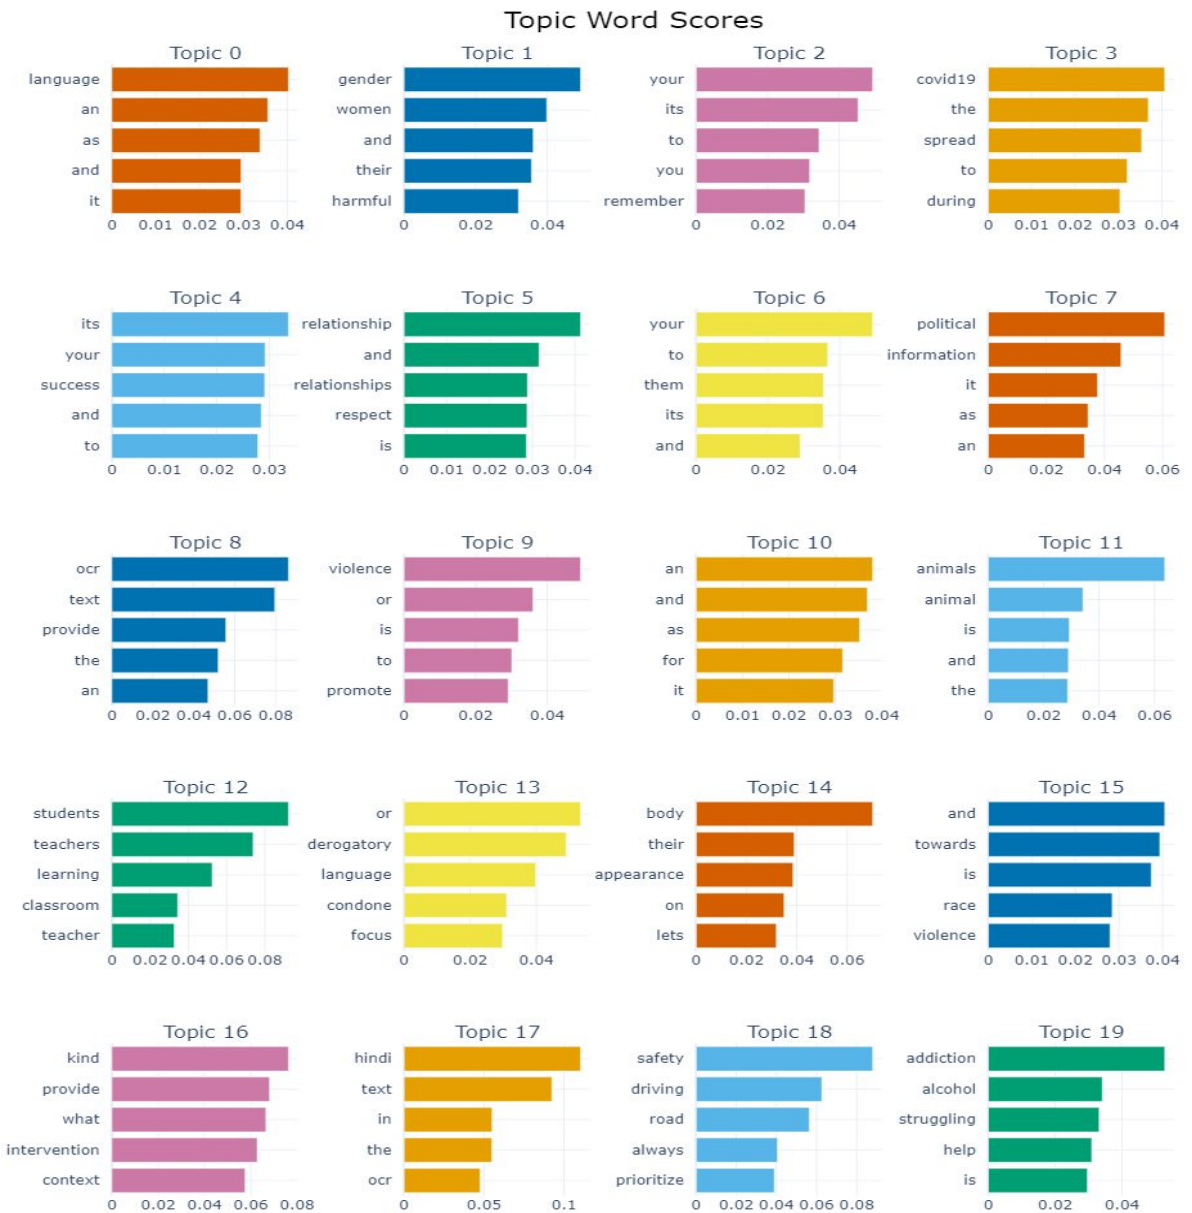 Topic Word Scores
Topic 0
language
an
as
and
it
0 0.01 0.02 0.03 0.04
Topic 1
gender
women
and
their
harmful
0 0.02 0.04
Topic 2
your
its
to
you
remember
0 0.02 0.04
Topic 3
covid19
the
spread
to
during
0 0.01 0.02 0.03 0.04
Topic 4
its
your
success
and
to
0 0.01 0.02 0.03
Topic 5
relationship
and
relationships
respect
is
0 0.01 0.02 0.03 0.04
Topic 6
your
to
them
its
and
0 0.02 0.04
Topic 7
political
information
it
as
an
0 0.02 0.04 0.06
Topic 8
ocr
text
provide
the
an
0 0.02 0.04 0.06 0.08
Topic 9
violence
or
is
to
promote
0 0.02 0.04
Topic 10
an
and
as
for
it
0 0.01 0.02 0.03 0.04
Topic 11
animals
animal
is
and
the
0 0.02 0.04 0.06
Topic 12
students
teachers
learning
classroom
teacher
0 0.02 0.04 0.06 0.08
Topic 13
or
derogatory
language
condone
focus
0 0.02 0.04
Topic 14
body
their
appearance
on
lets
0 0.02 0.04 0.06
Topic 15
and
towards
is
race
violence
0 0.01 0.02 0.03 0.04
Topic 16
kind
provide
what
intervention
context
0 0.02 0.04 0.06 0.08
Topic 17
hindi
text
in
the
ocr
0 0.05 0.1
Topic 18
safety
driving
road
always
prioritize
0 0.02 0.04 0.06 0.08
Topic 19
addiction
alcohol
struggling
help
is
0 0.02 0.04